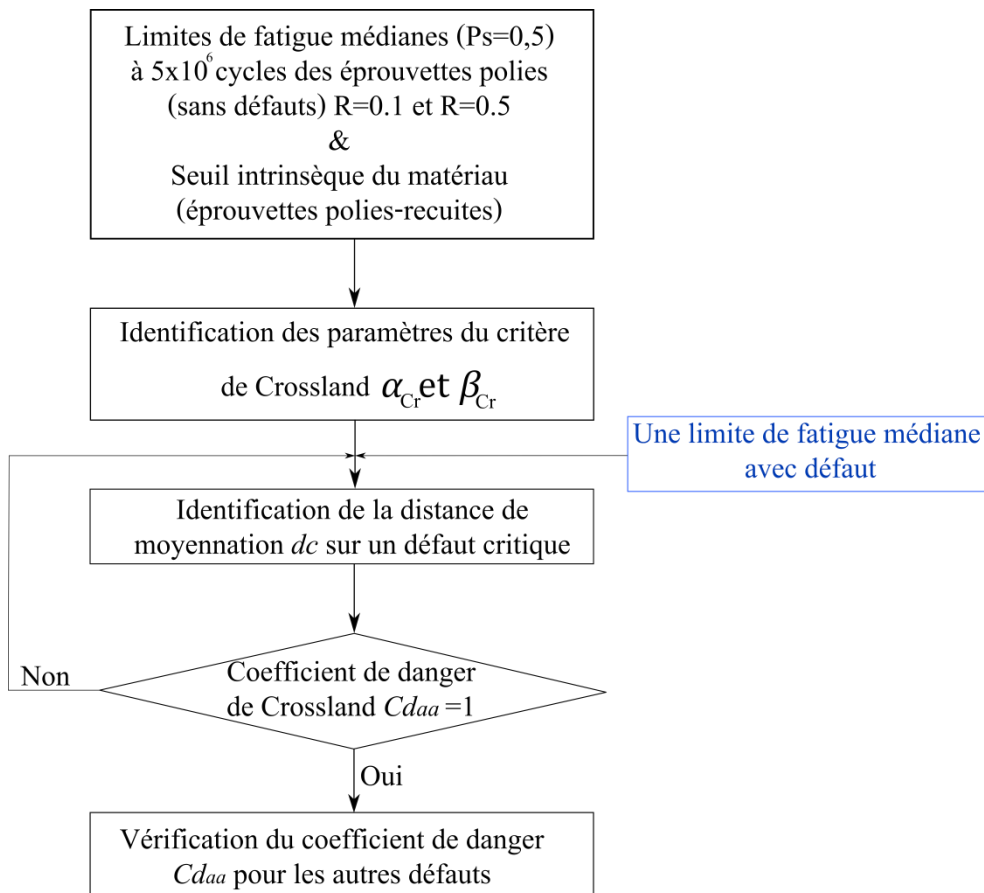 Limites de fatigue médianes (Ps=0,5)
à 5x10⁶ cycles des éprouvettes polies
(sans défauts) R=0.1 et R=0.5
&
Seuil intrinsèque du matériau
(éprouvettes polies-recuites)
Identification des paramètres du critère
de Crossland α_Cr et β_Cr
Une limite de fatigue médiane
avec défaut
Identification de la distance de
moyennation dc sur un défaut critique
Non
Coefficient de danger
de Crossland Cdaa =1
Oui
Vérification du coefficient de danger
Cdaa pour les autres défauts